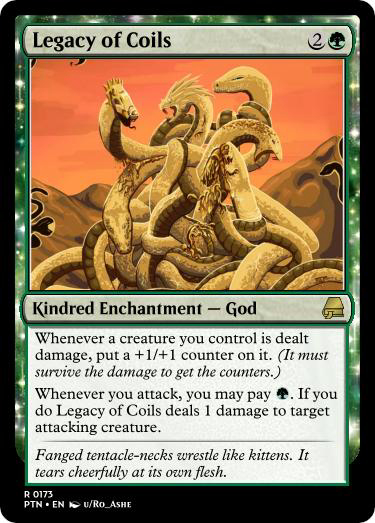 Legacy of Coils 2
Kindred Enchantment — God
Whenever a creature you control is dealt
damage, put a +1/+1 counter on it. (It must
survive the damage to get the counters.)
Whenever you attack, you may pay . If you
do Legacy of Coils deals 1 damage to target
attacking creature.
Fanged tentacle-necks wrestle like kittens. It
tears cheerfully at its own flesh.
R 0173
PTN • EN u/Ro_Ashe